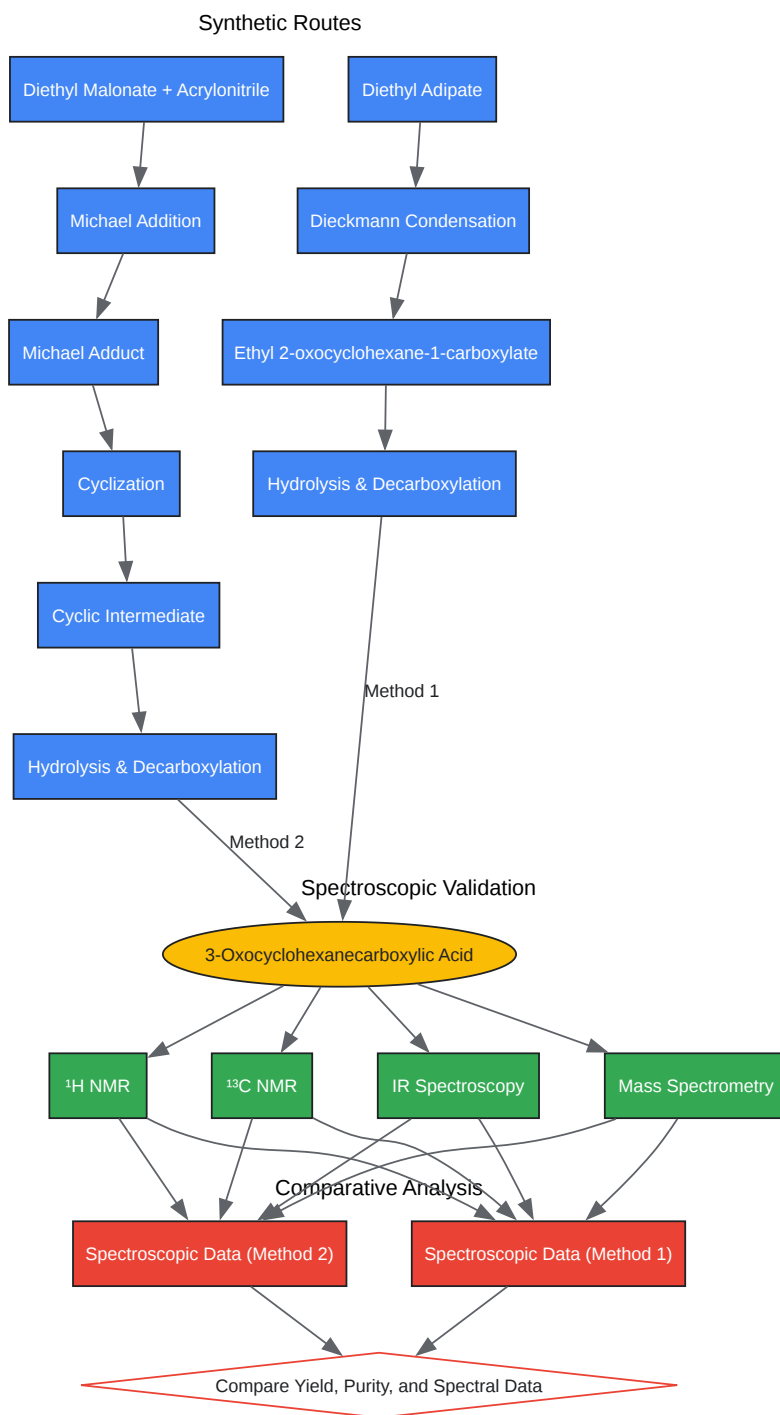 Synthetic Routes
Diethyl Malonate + Acrylonitrile
Diethyl Adipate
Michael Addition
Dieckmann Condensation
Michael Adduct
Ethyl 2-oxocyclohexane-1-carboxylate
Cyclization
Hydrolysis & Decarboxylation
Cyclic Intermediate
Method 1
Hydrolysis & Decarboxylation
Method 2
Spectroscopic Validation
3-Oxocyclohexanecarboxylic Acid
¹H NMR
¹³C NMR
IR Spectroscopy
Mass Spectrometry
Comparative Analysis
Spectroscopic Data (Method 2)
Spectroscopic Data (Method 1)
Compare Yield, Purity, and Spectral Data